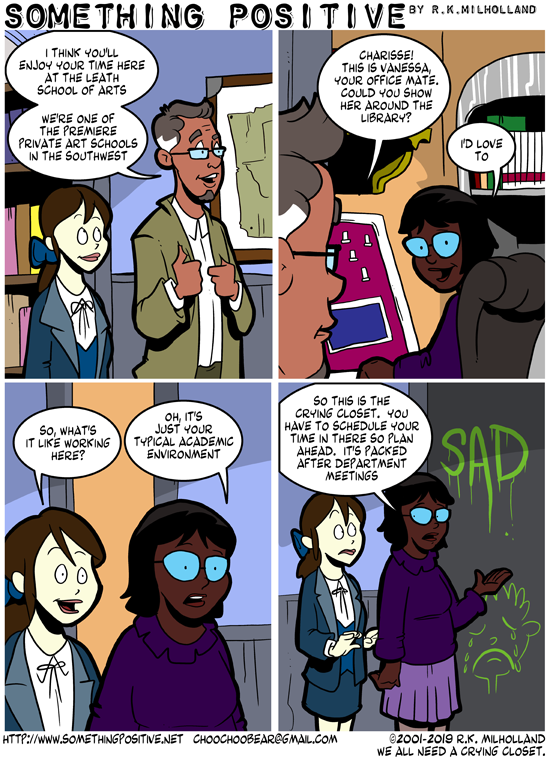 SOMETHING POSITIVE BY R.K.MILHOLLAND
I THINK YOU'LL
ENJOY YOUR TIME HERE
AT THE LEATH
SCHOOL OF ARTS
WE'RE ONE OF
THE PREMIERE
PRIVATE ART SCHOOLS
IN THE SOUTHWEST
CHARISSE!
THIS IS VANESSA,
YOUR OFFICE MATE.
COULD YOU SHOW
HER AROUND THE
LIBRARY?
I'D LOVE
TO
SO, WHAT'S
IT LIKE WORKING
HERE?
OH, IT'S
JUST YOUR
TYPICAL ACADEMIC
ENVIRONMENT
SO THIS IS THE
CRYING CLOSET. YOU
HAVE TO SCHEDULE YOUR
TIME IN THERE SO PLAN
AHEAD. IT'S PACKED
AFTER DEPARTMENT
MEETINGS
SAD
HTTP://WWW.SOMETHINGPOSITIVE.NET CHOOCHOOBEAR@GMAIL.COM
©2001-2019 R.K. MILHOLLAND
WE ALL NEED A CRYING CLOSET.